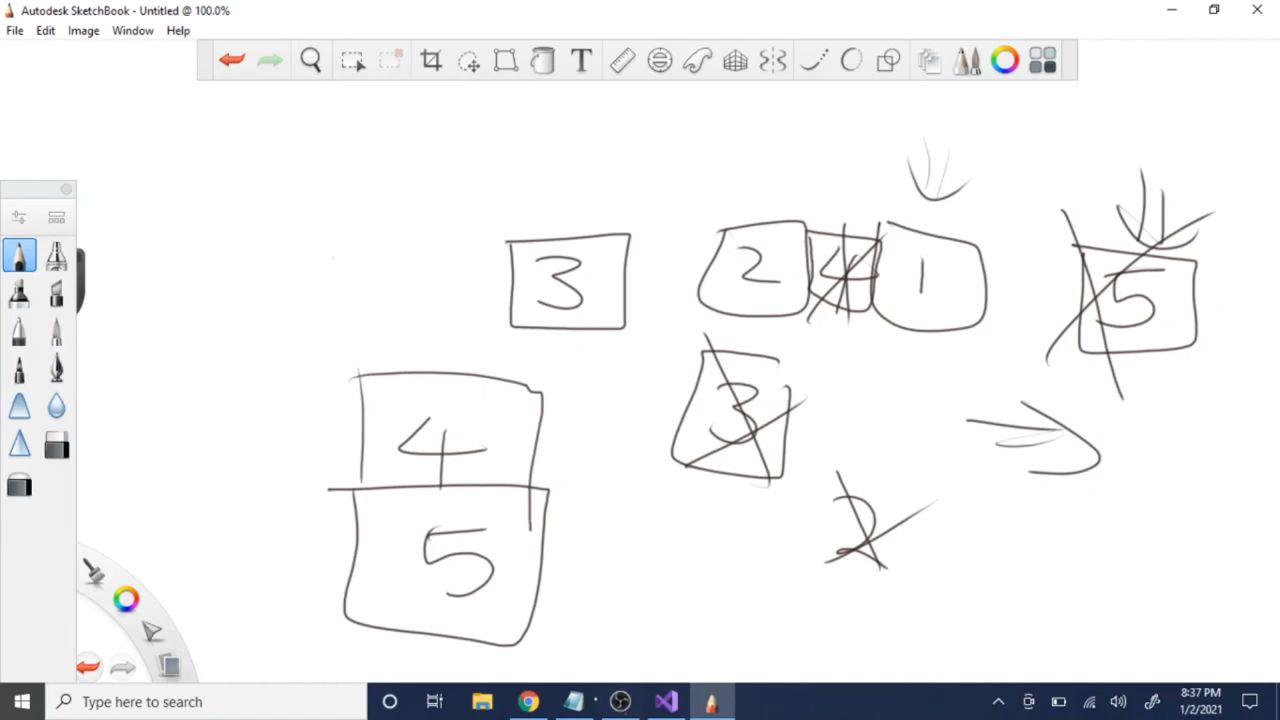 Autodesk SketchBook - Untitled @ 100.0%
File Edit Image Window Help
T
3 2 4 1 5
3
4
2
5
Type here to search
8:37 PM
1/2/2021